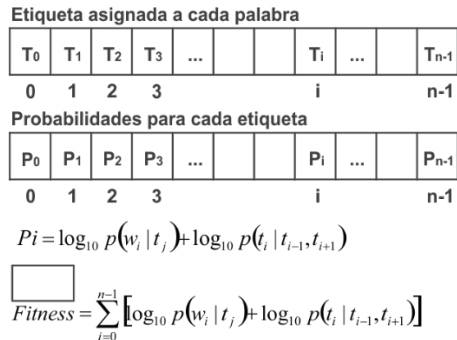 Etiqueta asignada a cada palabra
T0 T1 T2 T3 ... Ti ... Tn-1
0 1 2 3 i n-1
Probabilidades para cada etiqueta
P0 P1 P2 P3 ... Pi ... Pn-1
0 1 2 3 i n-1
Pi = log₁₀ p(wᵢ | tⱼ) + log₁₀ p(tᵢ | tᵢ₋₁, tᵢ₊₁)
Fitness = ∑ᵢ₌₀ⁿ⁻¹ [log₁₀ p(wᵢ | tⱼ) + log₁₀ p(tᵢ | tᵢ₋₁, tᵢ₊₁)]